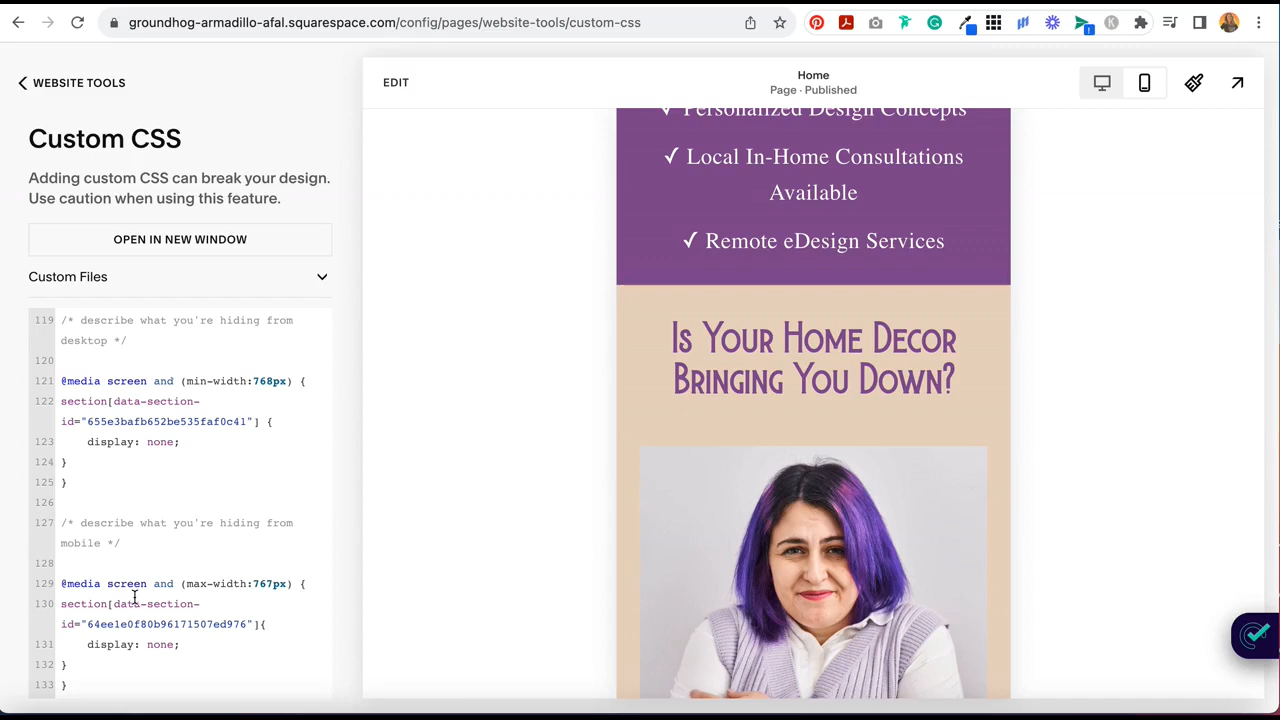 groundhog-armadillo-afal.squarespace.com/config/pages/website-tools/custom-css
WEBSITE TOOLS
Custom CSS
Adding custom CSS can break your design.
Use caution when using this feature.
OPEN IN NEW WINDOW
Custom Files
119 /* describe what you're hiding from
desktop */
120
121 @media screen and (min-width:768px) {
122 section[data-section-
id="655e3bafb652be535faf0c41"] {
123 display: none;
124 }
125 }
126
127 /* describe what you're hiding from
mobile */
128
129 @media screen and (max-width:767px) {
130 section[data-section-
id="64ee1e0f80b96171507ed976"]{
131 display: none;
132 }
133 }
EDIT
Home
Page · Published
✓ Personalized Design Concepts
✓ Local In-Home Consultations
Available
✓ Remote eDesign Services
Is Your Home Decor
Bringing You Down?